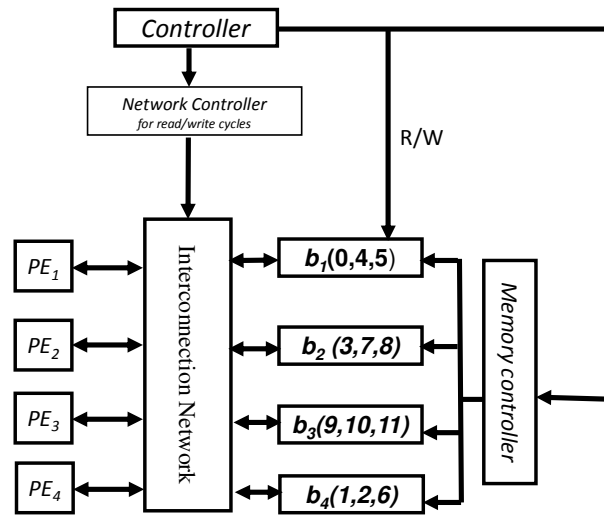 Controller
Network Controller
for read/write cycles
R/W
Interconnection Network
PE1
b1(0,4,5)
PE2
b2 (3,7,8)
PE3
b3(9,10,11)
PE4
b4(1,2,6)
Memory controller